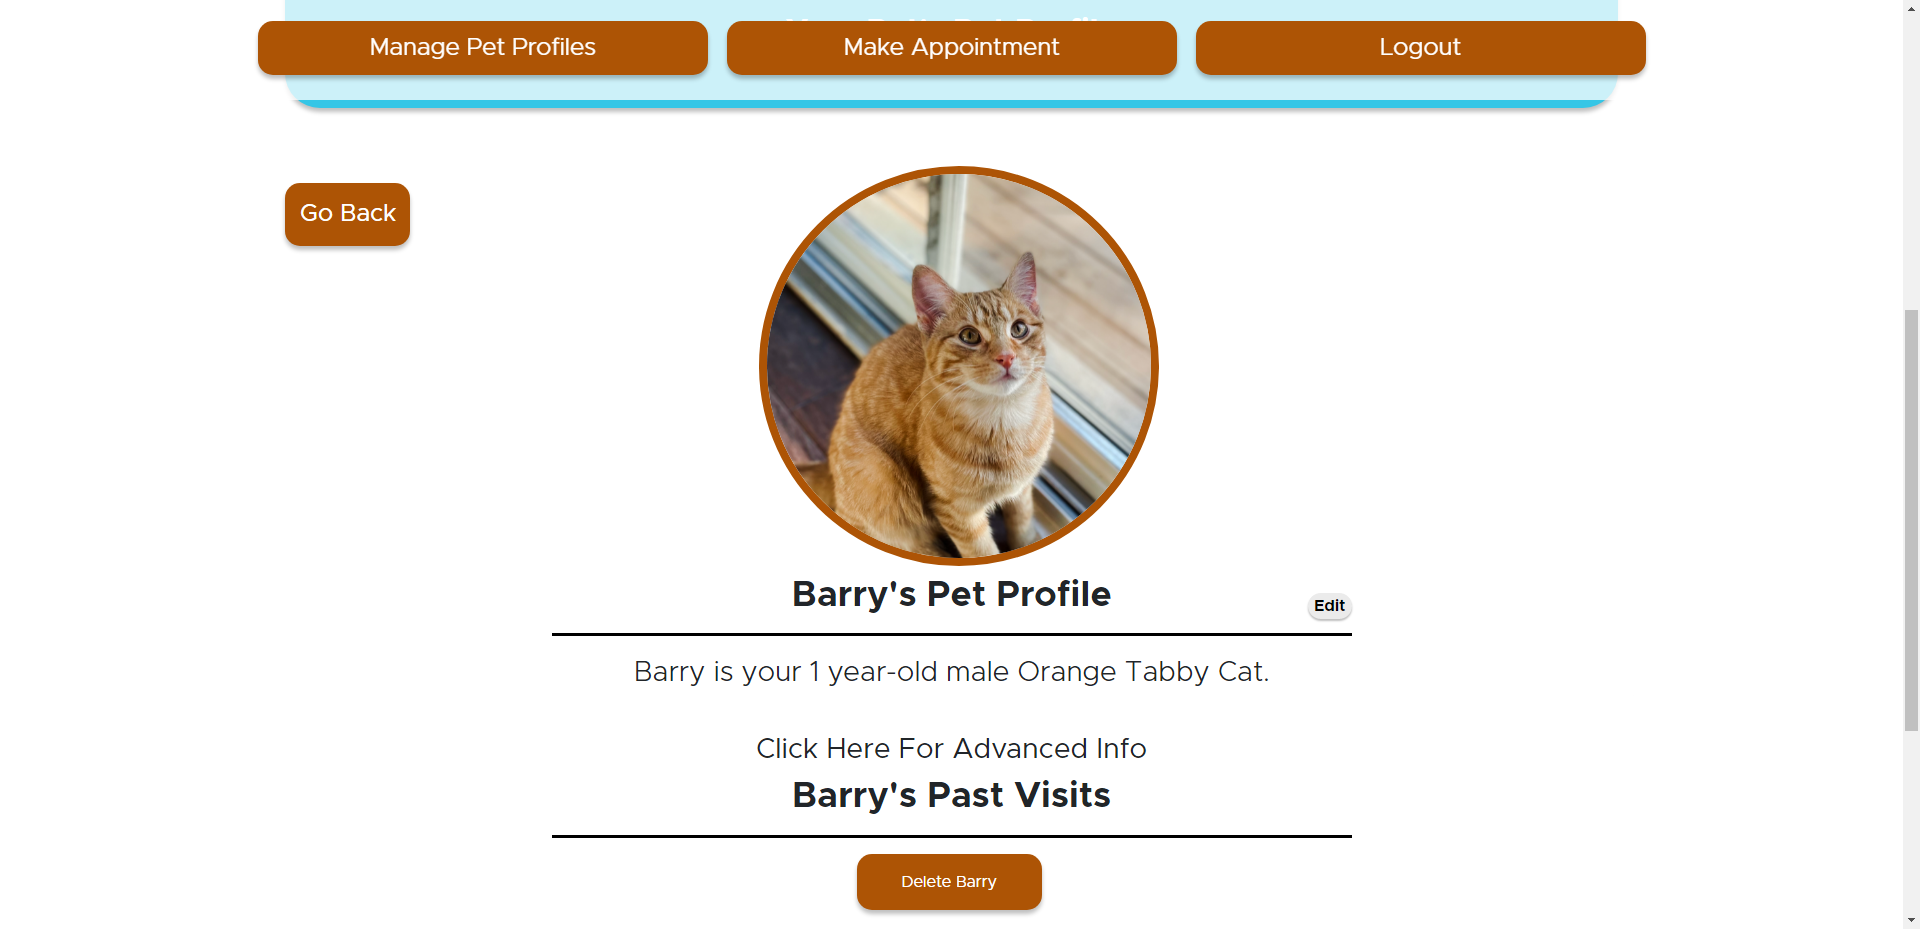 Manage Pet Profiles
Make Appointment
Logout
Go Back
Barry's Pet Profile
Edit
Barry is your 1 year-old male Orange Tabby Cat.
Click Here For Advanced Info
Barry's Past Visits
Delete Barry